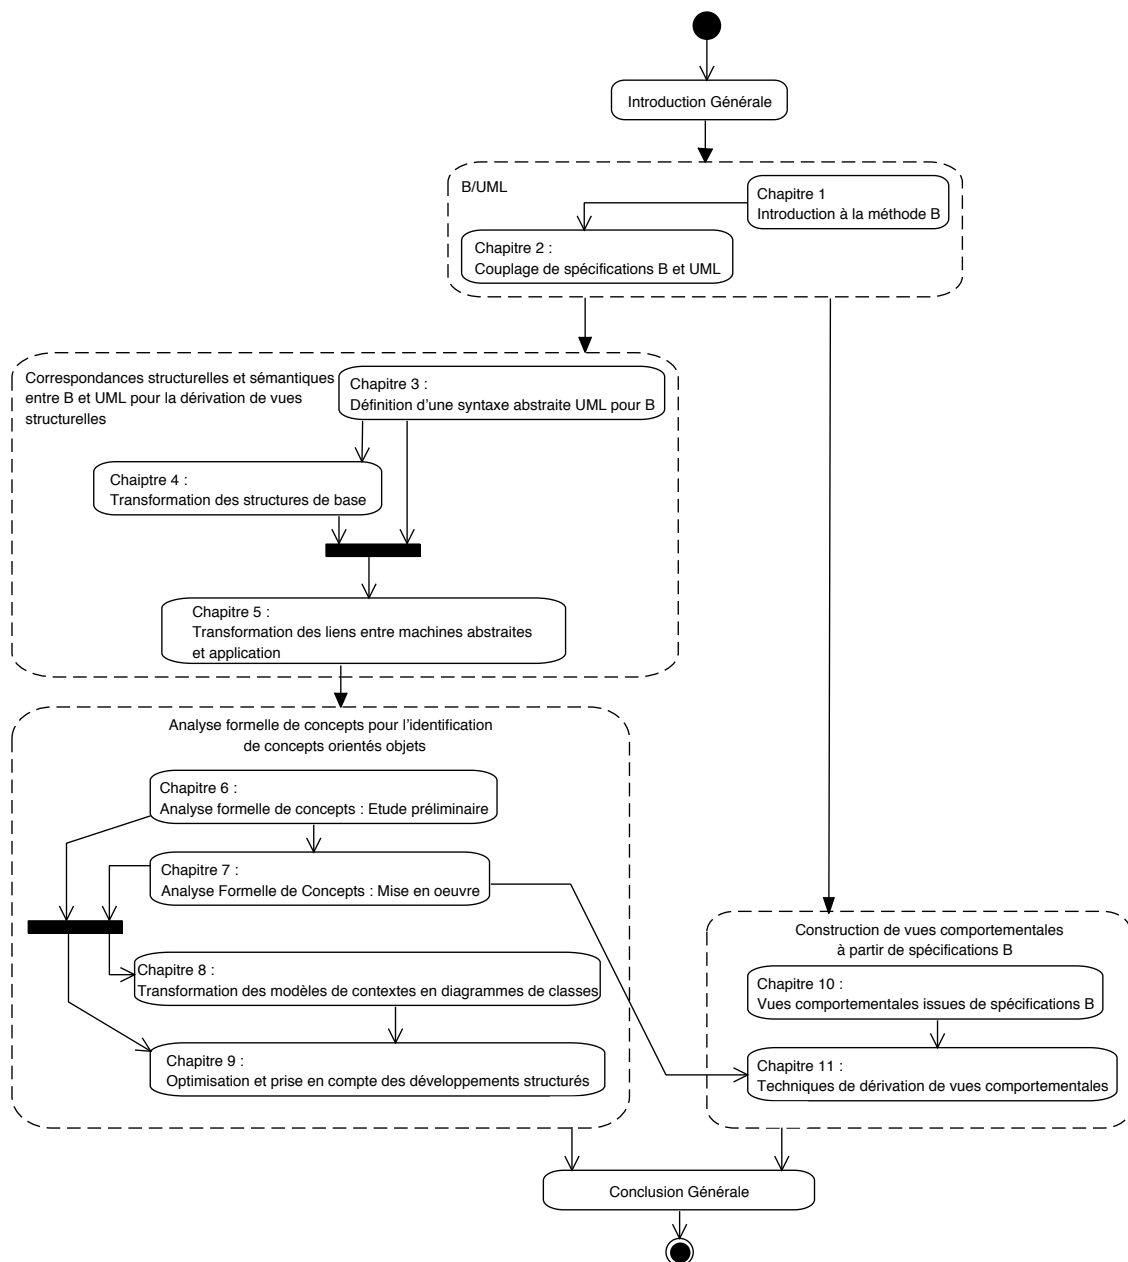 Introduction Générale
B/UML
Chapitre 1
Introduction à la méthode B
Chapitre 2 :
Couplage de spécifications B et UML
Correspondances structurelles et sémantiques
entre B et UML pour la dérivation de vues
structurelles
Chapitre 3 :
Définition d'une syntaxe abstraite UML pour B
Chaiptre 4 :
Transformation des structures de base
Chapitre 5 :
Transformation des liens entre machines abstraites
et application
Analyse formelle de concepts pour l'identification
de concepts orientés objets
Chapitre 6 :
Analyse formelle de concepts : Etude préliminaire
Chapitre 7 :
Analyse Formelle de Concepts : Mise en oeuvre
Chapitre 8 :
Transformation des modèles de contextes en diagrammes de classes
Chapitre 9 :
Optimisation et prise en compte des développements structurés
Construction de vues comportementales
à partir de spécifications B
Chapitre 10 :
Vues comportementales issues de spécifications B
Chapitre 11 :
Techniques de dérivation de vues comportementales
Conclusion Générale